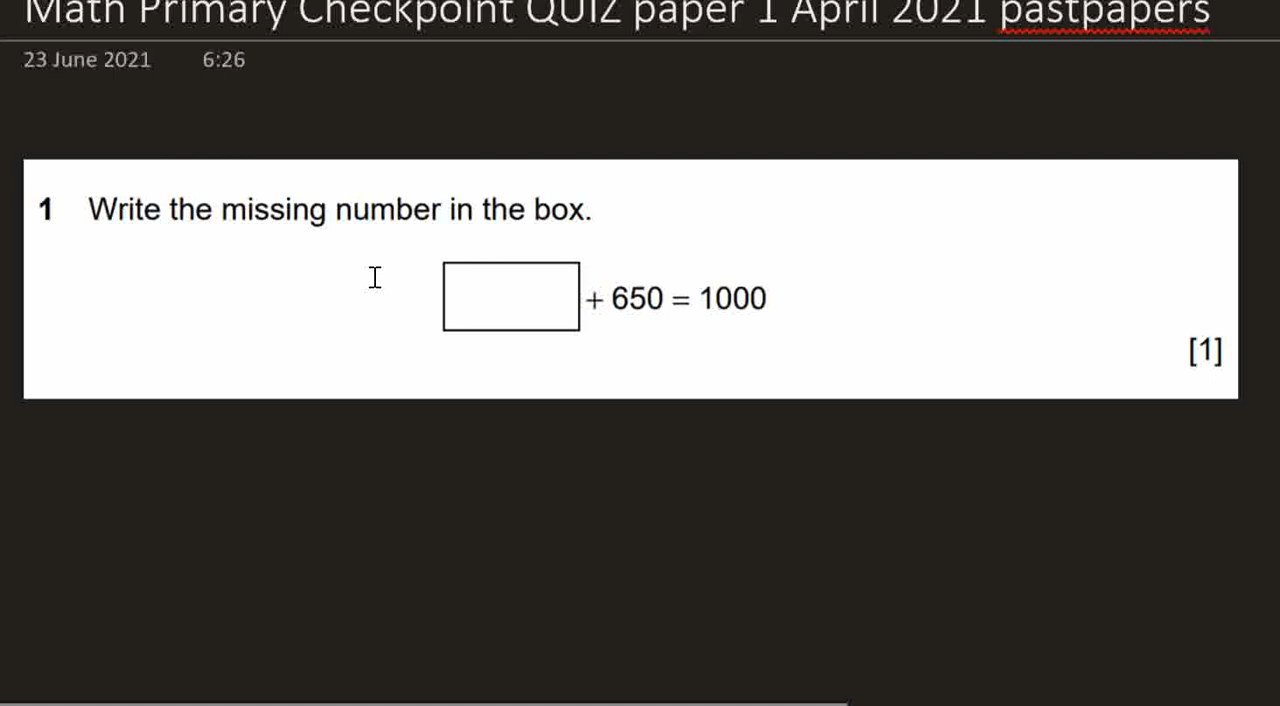 Math Primary Checkpoint QUIZ paper 1 April 2021 pastpapers
23 June 2021 6:26
1 Write the missing number in the box.
+ 650 = 1000
[1]